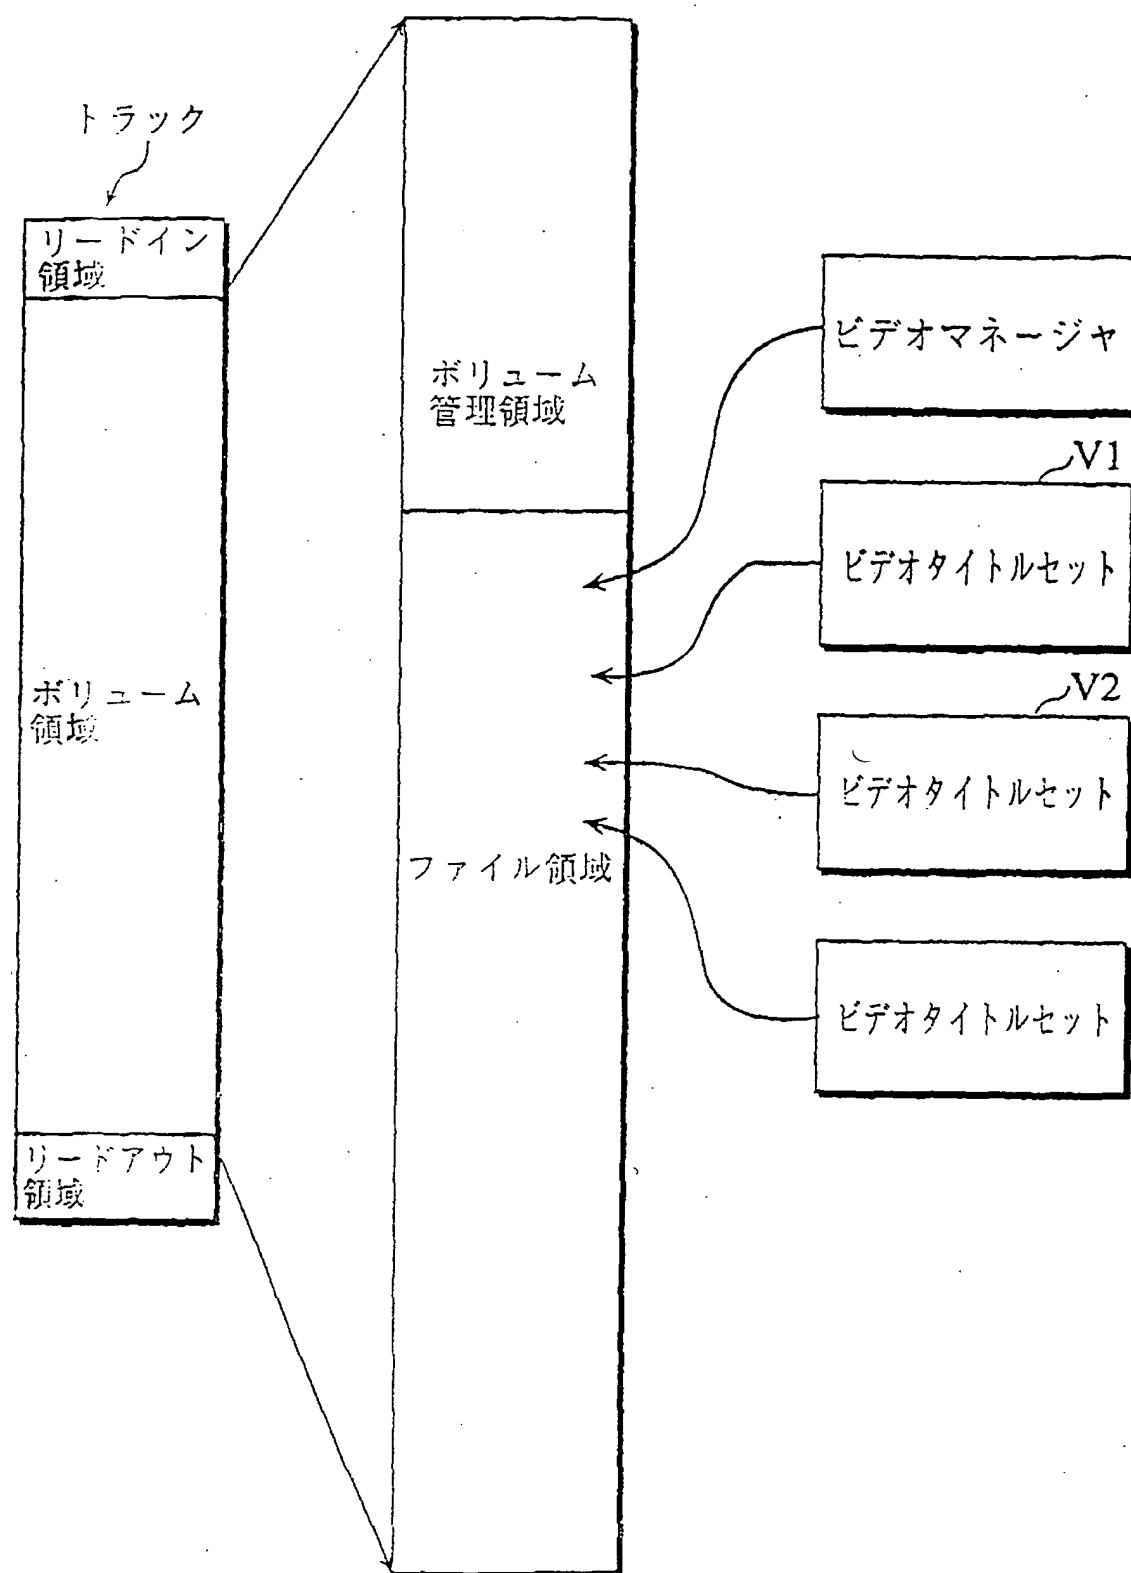 トラック
リードイン
領域
ボリューム
領域
リードアウト
領域
ボリューム
管理領域
ファイル領域
ビデオマネージャ
V1
ビデオタイトルセット
V2
ビデオタイトルセット
ビデオタイトルセット